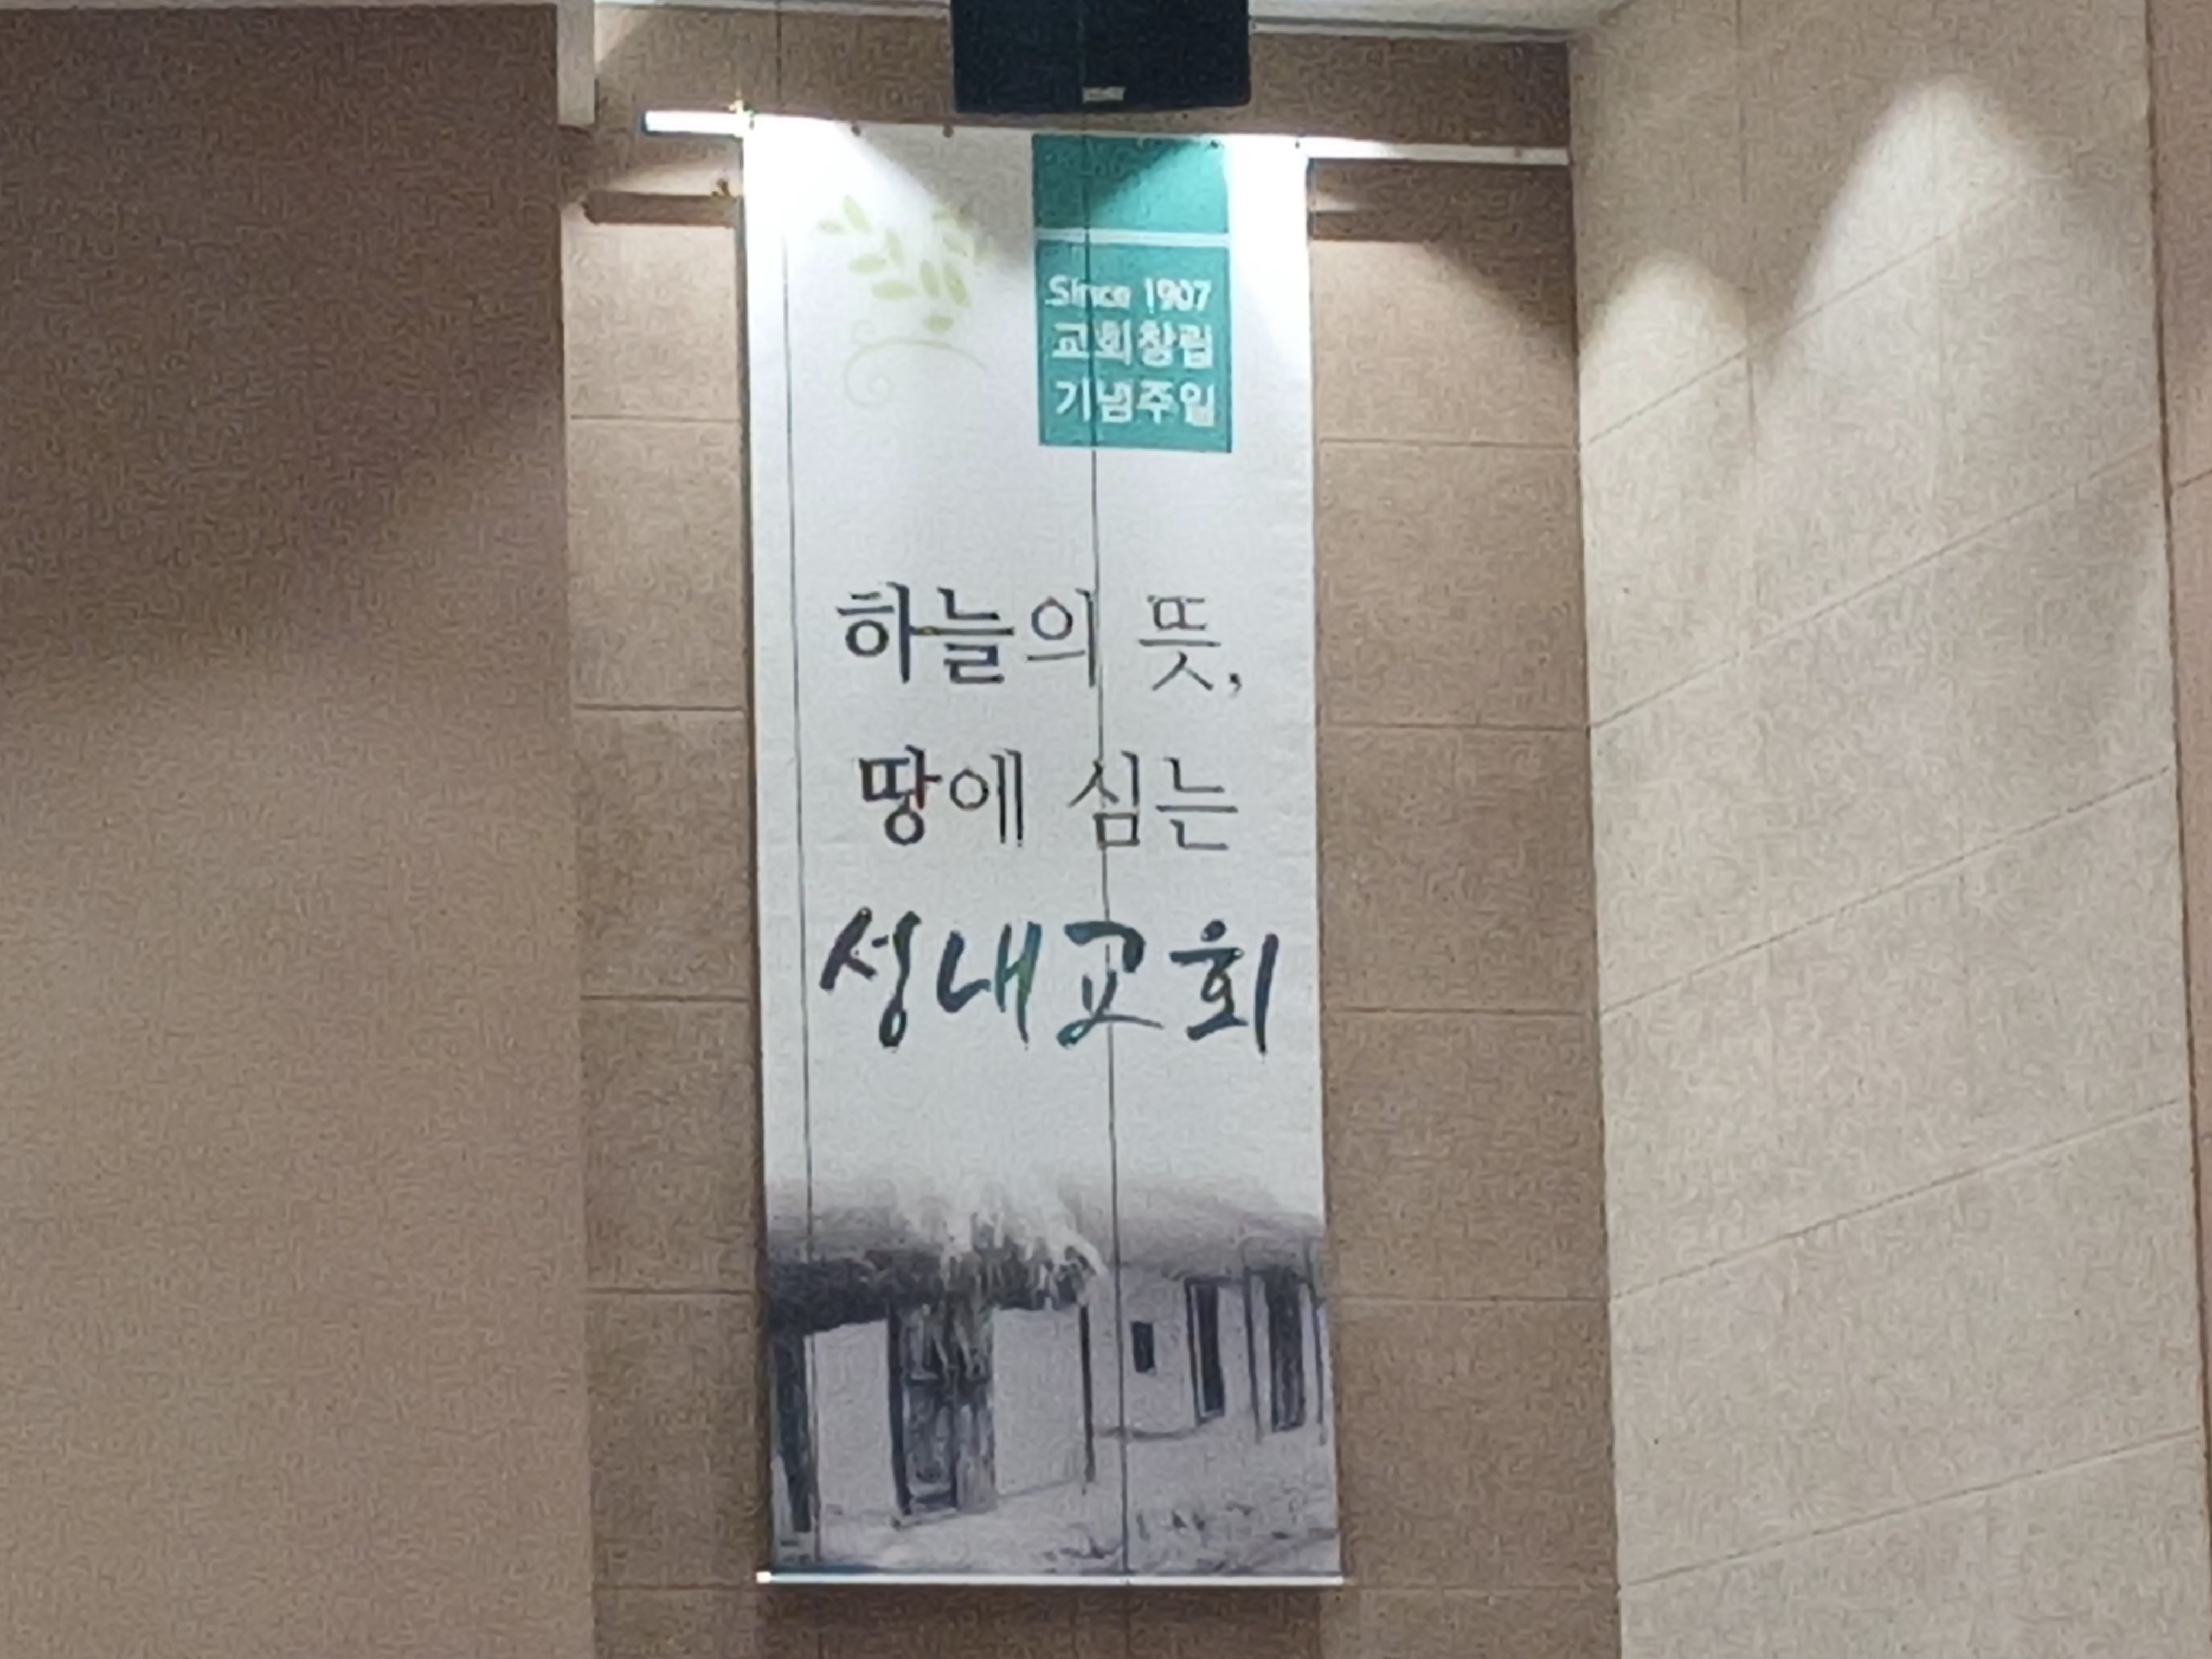 Since 1907
교회창립
기념주일
하늘의 뜻,
땅에 심는
성내교회